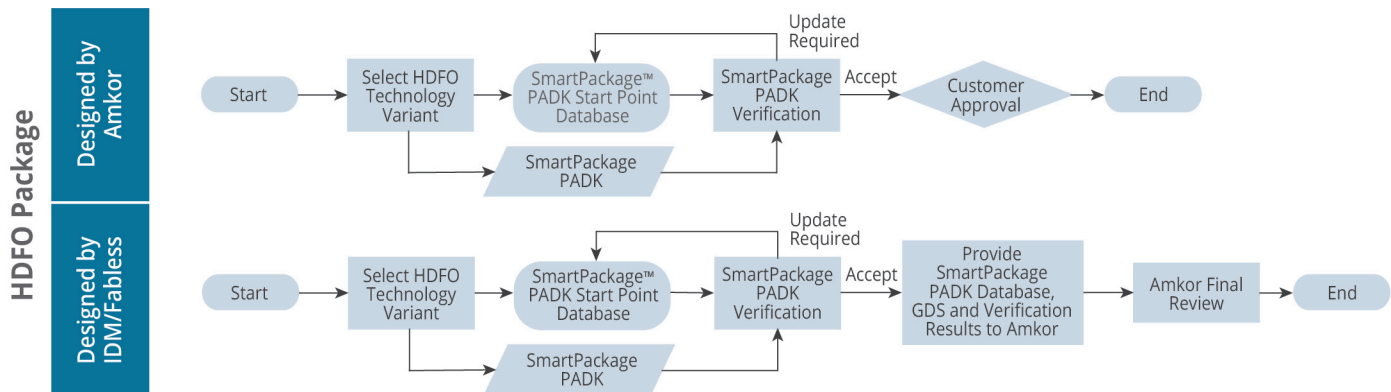 HDFO Package
Designed by
Amkor
Start
Select HDFO
Technology
Variant
SmartPackage™
PADK Start Point
Database
SmartPackage
PADK
Update
Required
SmartPackage
PADK
Verification
Accept
Customer
Approval
End
Designed by
IDM/Fabless
Start
Select HDFO
Technology
Variant
SmartPackage™
PADK Start Point
Database
SmartPackage
PADK
Update
Required
SmartPackage
PADK
Verification
Accept
Provide
SmartPackage
PADK Database,
GDS and Verification
Results to Amkor
Amkor Final
Review
End